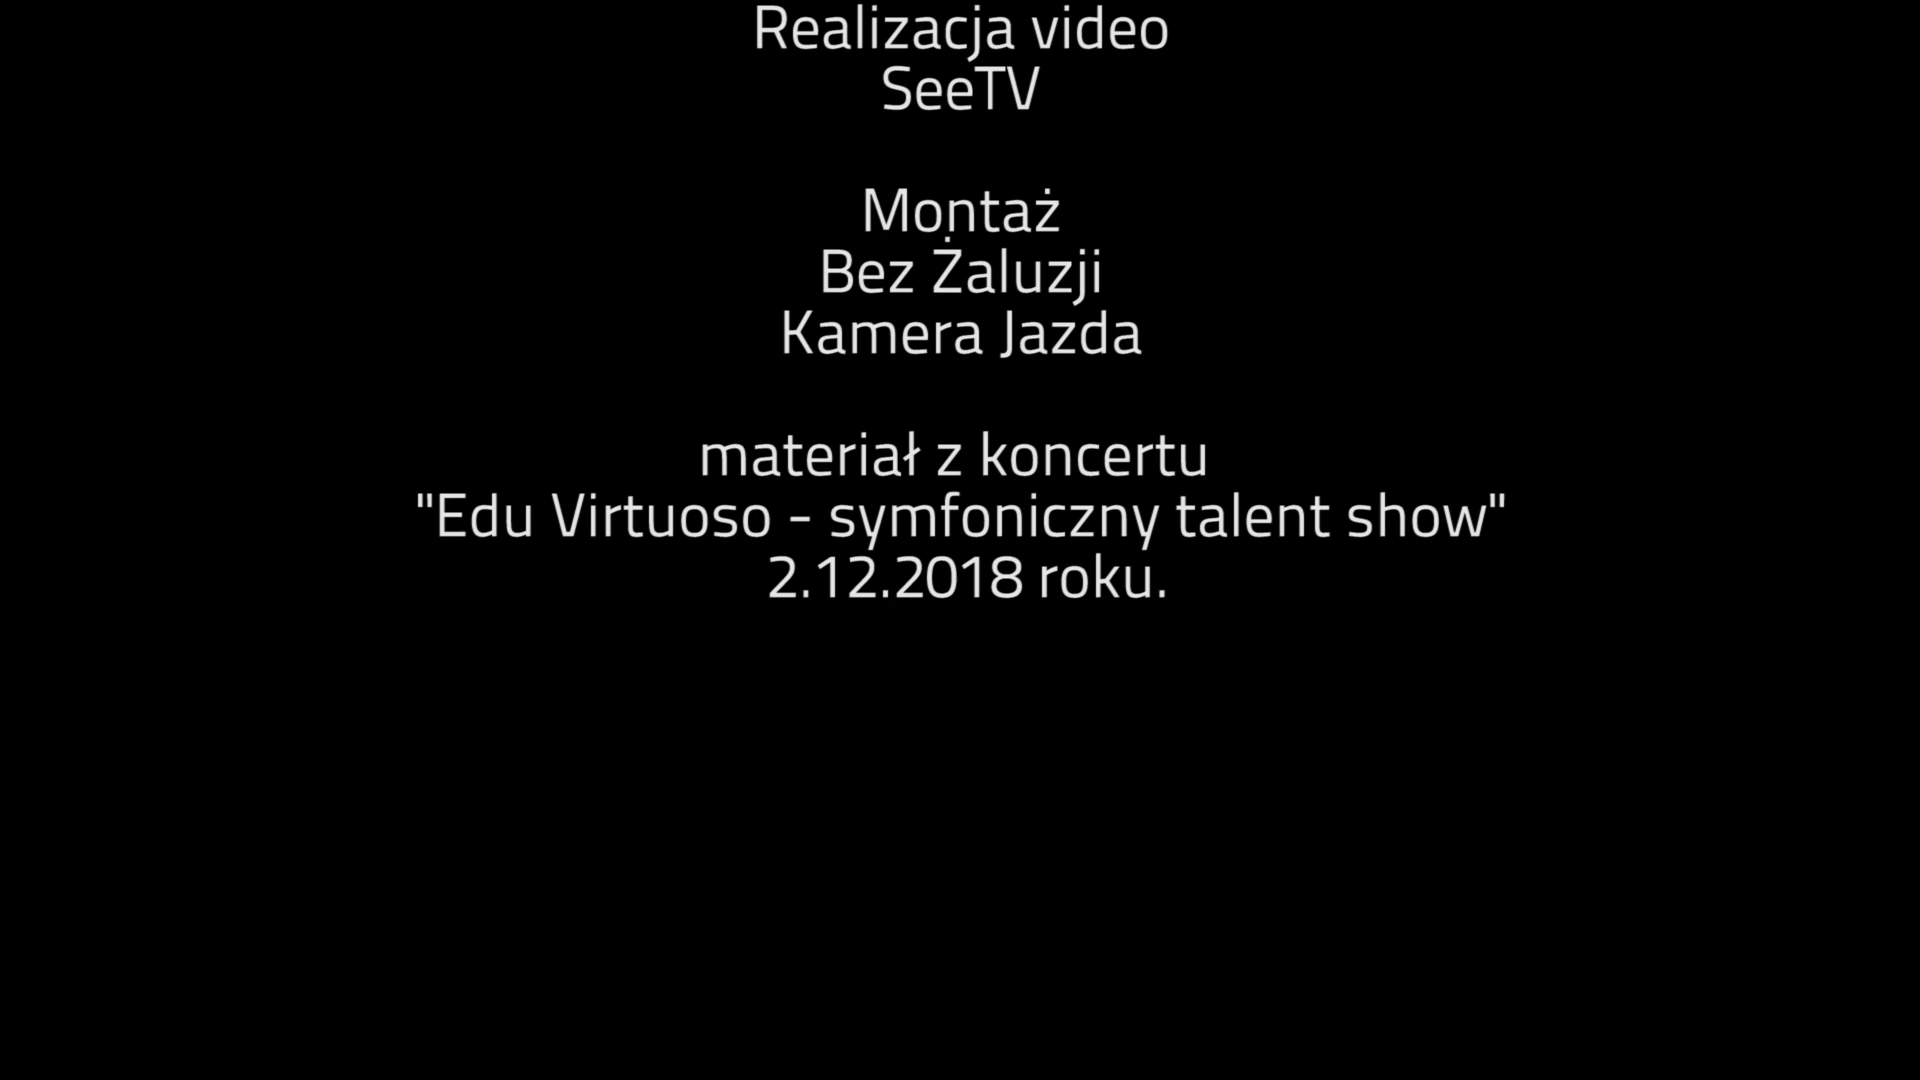 Realizacja video
SeeTV
Montaż
Bez Żaluzji
Kamera Jazda
materiał z koncertu
"Edu Virtuoso - symfoniczny talent show"
2.12.2018 roku.